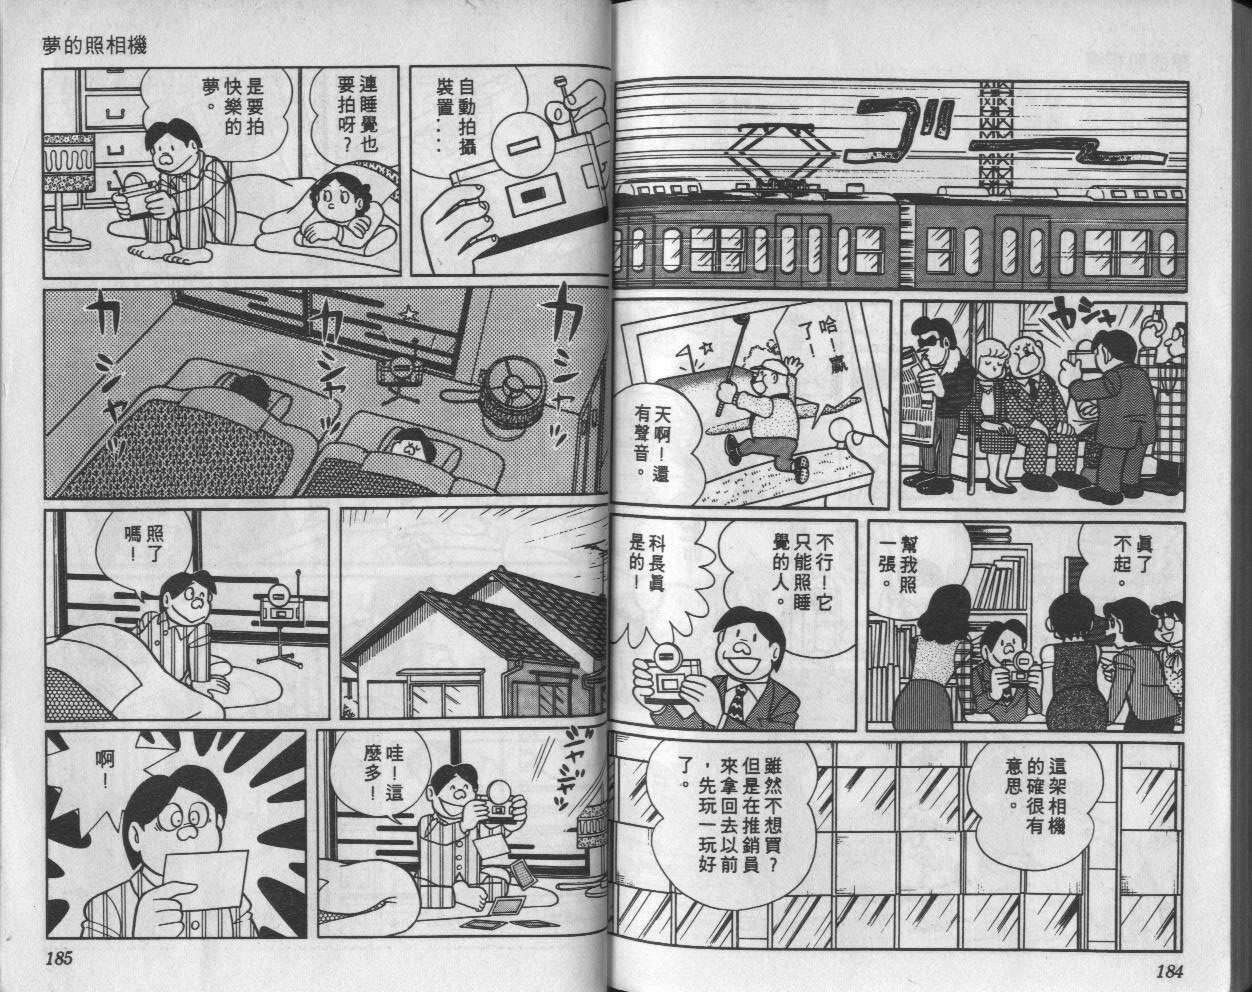 ゴー
カシャ
哈！贏
了！
天啊！還
有聲音。
眞了
不起。
幫我照
一張。
不行！它
只能照睡
覺的人。
科長眞
是的！
這架相機
的確很有
意思。
雖然不想買？
但是在推銷員
來拿回去以前
，先玩一玩好
了。
184
夢的照相機
自動拍攝
裝置....
連睡覺也
要拍呀？
是要拍
快樂的
夢。
カシャッ
カシャッ
カシャッ
照了
嗎！
ジャジャッ
哇！這
麼多！
啊！
185